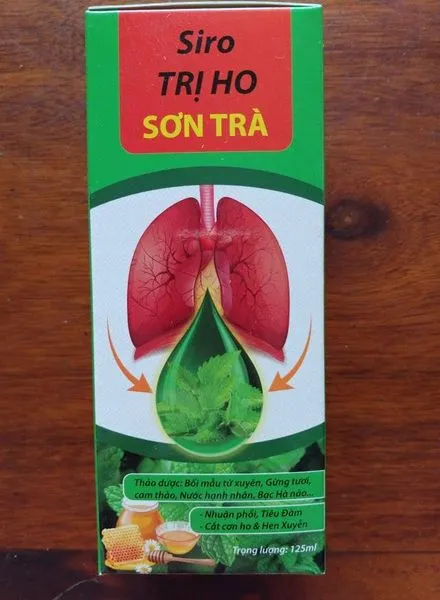 Siro
TRỊ HO
SƠN TRÀ
Thảo dược: Bối mẫu tứ xuyên, Gừng tươi,
cam thảo, Nước hạnh nhân, Bạc Hà não...
- Nhuận phổi, Tiêu Đàm
- Cắt cơn ho & Hen Xuyễn
Trọng lượng: 125ml